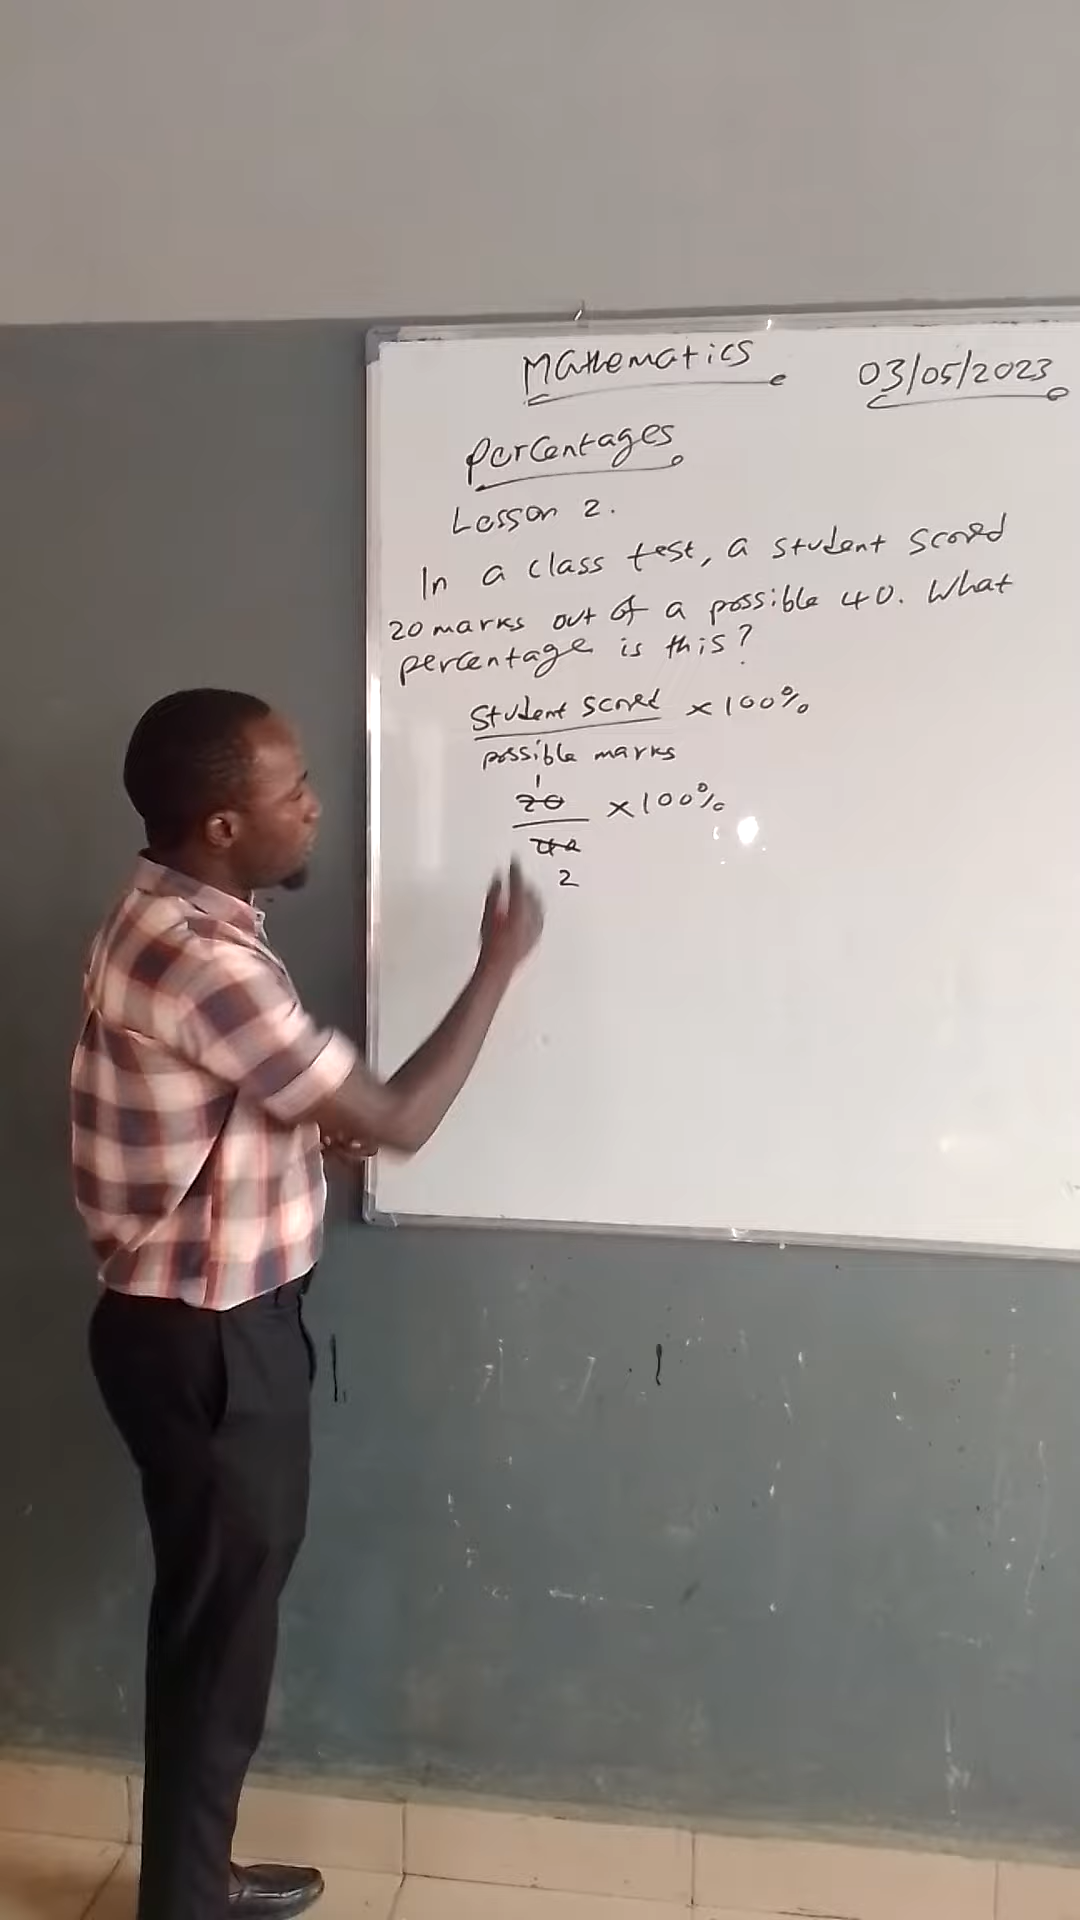 Mathematics 03/05/2023
Percentages
Lesson 2.
In a class test, a student scored
20 marks out of a possible 40. What
percentage is this?
Student scored × 100%
possible marks
1
20 × 100%
40
2